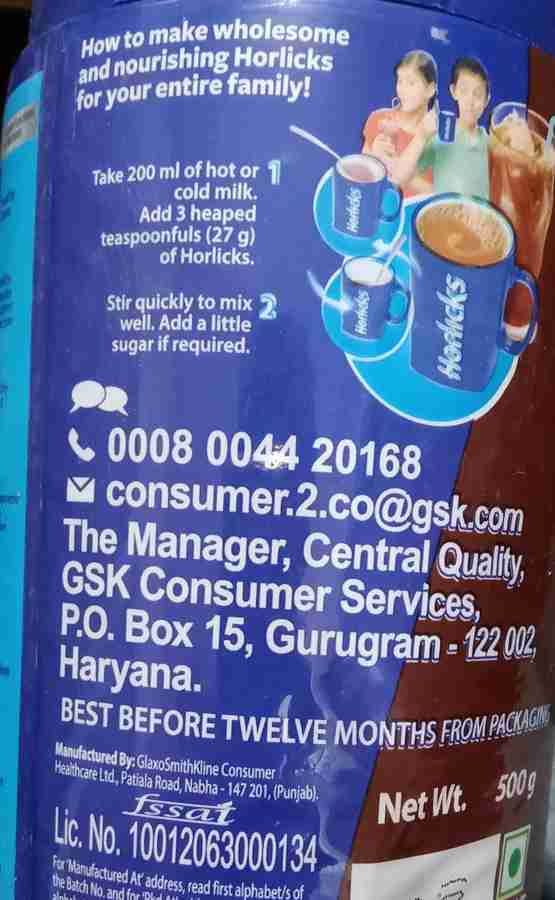 How to make wholesome
and nourishing Horlicks
for your entire family!
Take 200 ml of hot or 1
cold milk.
Add 3 heaped
teaspoonfuls (27 g)
of Horlicks.
Stir quickly to mix 2
well. Add a little
sugar if required.
Horlicks
Horlicks
Horlicks
0008 0044 20168
consumer.2.co@gsk.com
The Manager, Central Quality,
GSK Consumer Services,
P.O. Box 15, Gurugram - 122 002,
Haryana.
BEST BEFORE TWELVE MONTHS FROM PACKAGING
Manufactured By: GlaxoSmithKline Consumer
Healthcare Ltd., Patiala Road, Nabha - 147 201, (Punjab).
fssai
Lic. No. 10012063000134
Net Wt. 500 g
For 'Manufactured At' address, read first alphabet/s of
the Batch No. and for